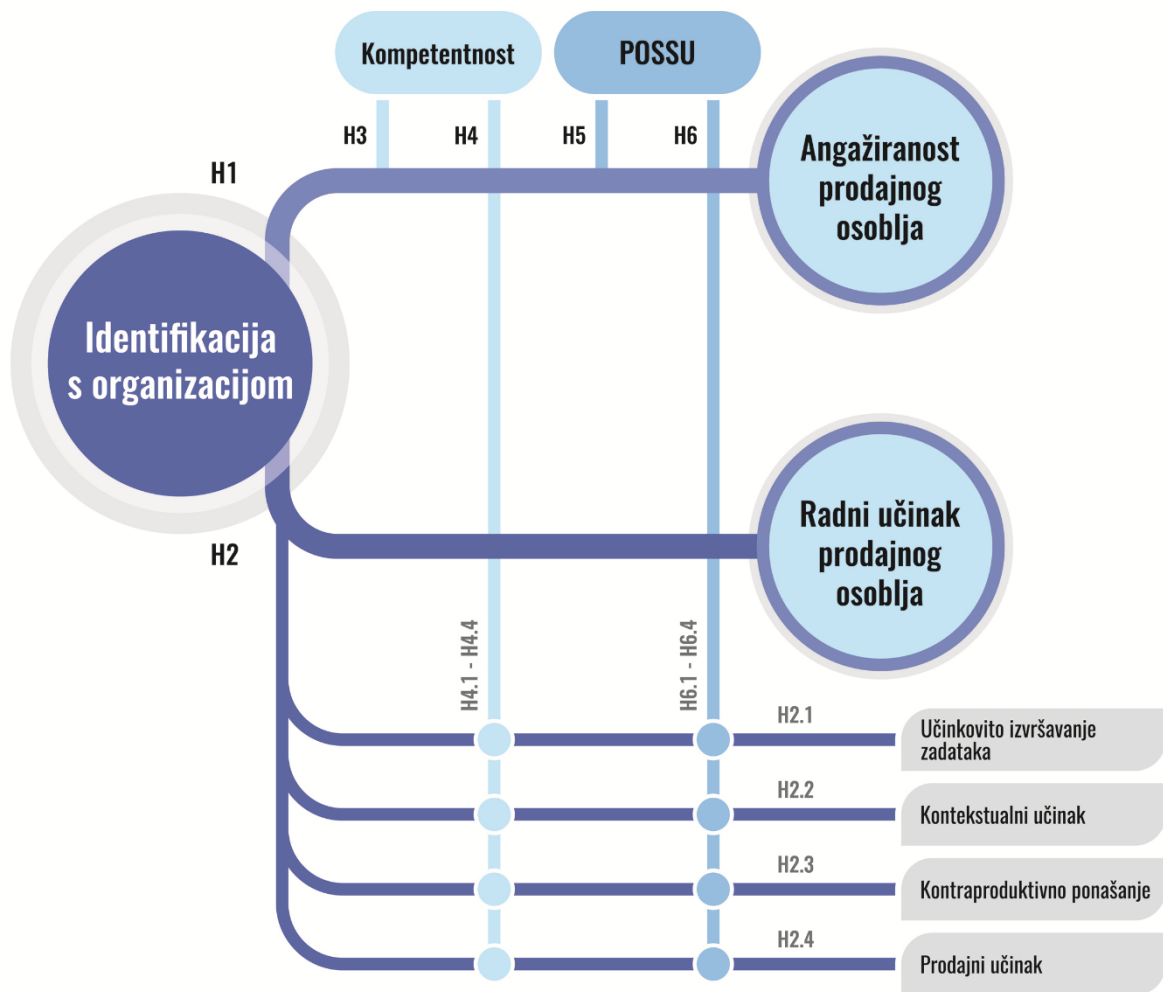 Kompetentnost
POSSU
H3
H4
H5
H6
H1
Angažiranost
prodajnog
osoblja
Identifikacija
s organizacijom
H2
Radni učinak
prodajnog
osoblja
H4.1 - H4.4
H6.1 - H6.4
H2.1
Učinkovito izvršavanje
zadataka
H2.2
Kontekstualni učinak
H2.3
Kontraproduktivno ponašanje
H2.4
Prodajni učinak